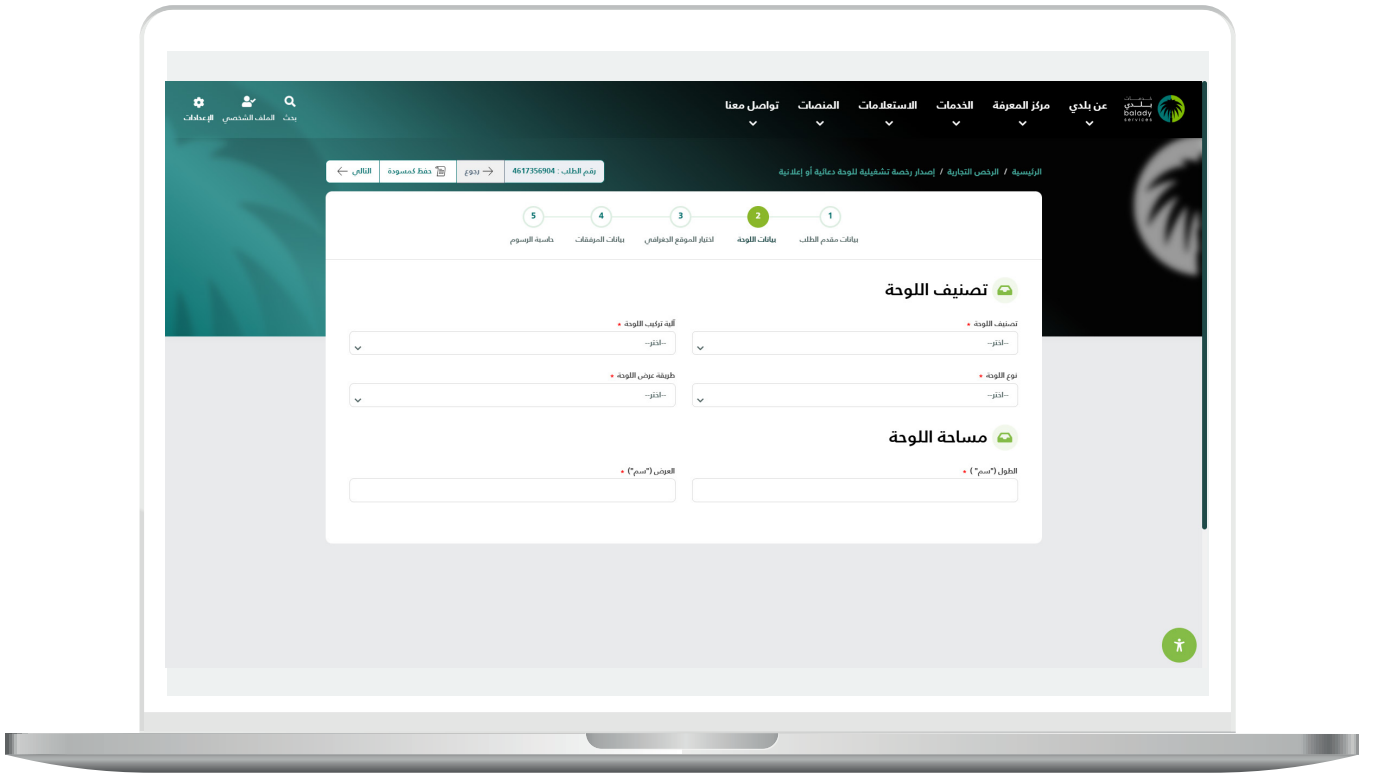 خدمات
بلدي
balady
services
عن بلدي
مركز المعرفة
الخدمات
الاستعلامات
المنصات
تواصل معنا
بحث
الملف الشخصي
الإعدادات
الرئيسية / الرخص التجارية / إصدار رخصة تشغيلية للوحة دعائية أو إعلانية
رقم الطلب : 4617356904
رجوع
حفظ كمسودة
التالي
1 2 3 4 5
بيانات مقدم الطلب
بيانات اللوحة
اختيار الموقع الجغرافي
بيانات المرفقات
حاسبة الرسوم
تصنيف اللوحة
تصنيف اللوحة *
--اختر--
آلية تركيب اللوحة *
--اختر--
نوع اللوحة *
--اختر--
طريقة عرض اللوحة *
--اختر--
مساحة اللوحة
الطول ("سم" ) *
العرض ("سم") *